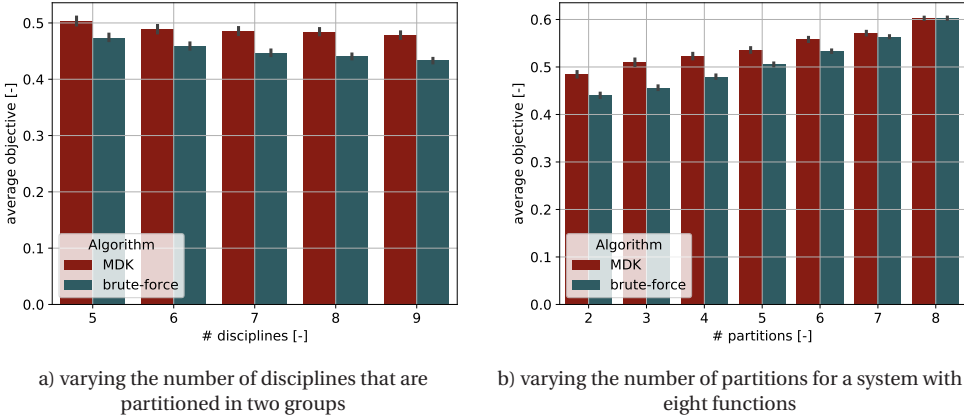 0.5
0.4
0.3
0.2
0.1
0.0
average objective [-]
Algorithm
MDK
brute-force
5 6 7 8 9
# disciplines [-]
a) varying the number of disciplines that are
partitioned in two groups
0.6
0.5
0.4
0.3
0.2
0.1
0.0
average objective [-]
Algorithm
MDK
brute-force
2 3 4 5 6 7 8
# partitions [-]
b) varying the number of partitions for a system with
eight functions